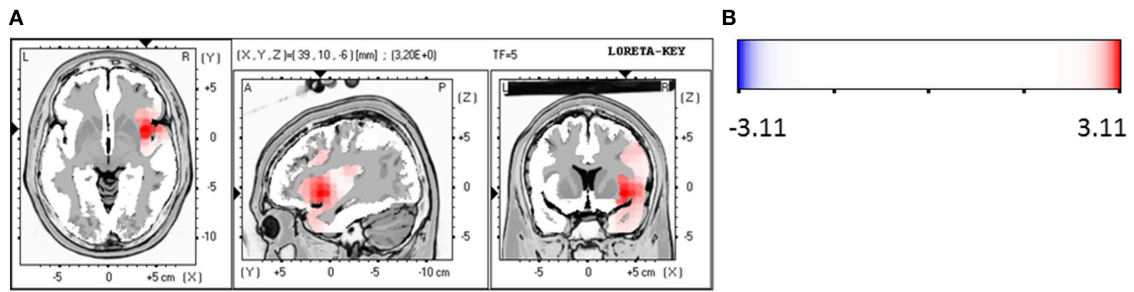 A
B
L R (Y) (X,Y,Z)=(39,10,-6)[mm] ; (3,20E+0) TF=5 LORETA-KEY
A P (Z) L R (Z)
+5 +5 +5
0 0 0
-5 -5 -5
-10
-5 0 +5 cm (X) (Y) +5 0 -5 -10 cm -5 0 +5 cm (X)
-3.11 3.11